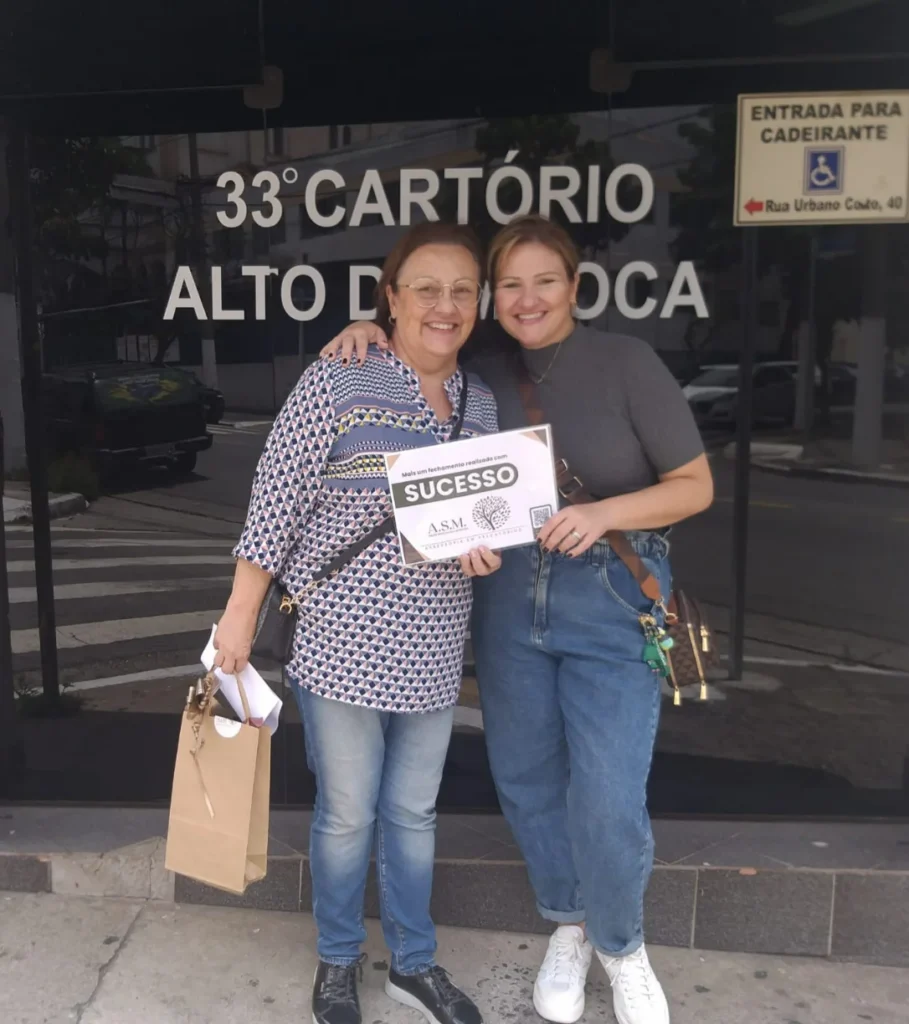 33° CARTÓRIO
ALTO D OCA
ENTRADA PARA
CADEIRANTE
Rua Urbano Couto, 40
Mais um fechamento realizado com
SUCESSO
A.S.M.